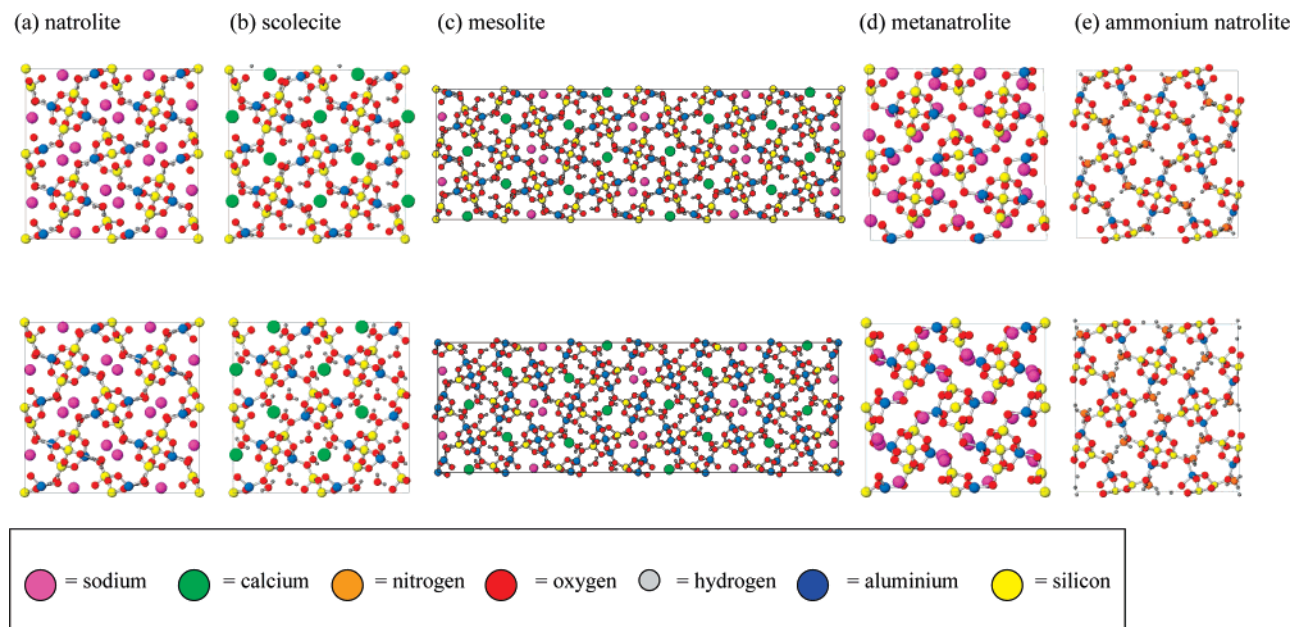 (a) natrolite (b) scolecite (c) mesolite (d) metanatrolite (e) ammonium natrolite
= sodium = calcium = nitrogen = oxygen = hydrogen = aluminium = silicon